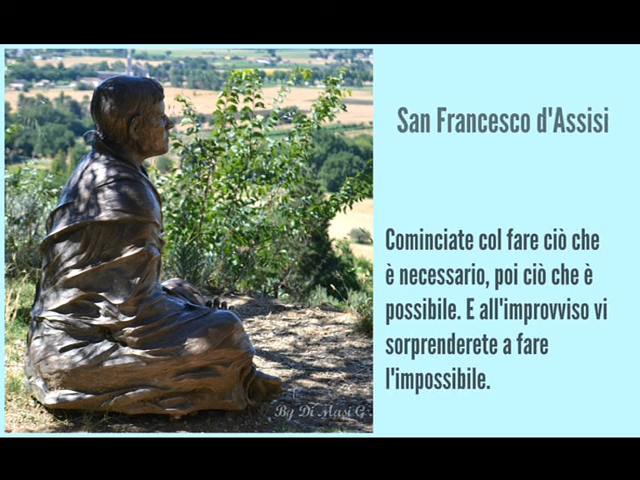 San Francesco d'Assisi
Cominciate col fare ciò che
è necessario, poi ciò che è
possibile. E all'improvviso vi
sorprenderete a fare
l'impossibile.
By Di Masi G.